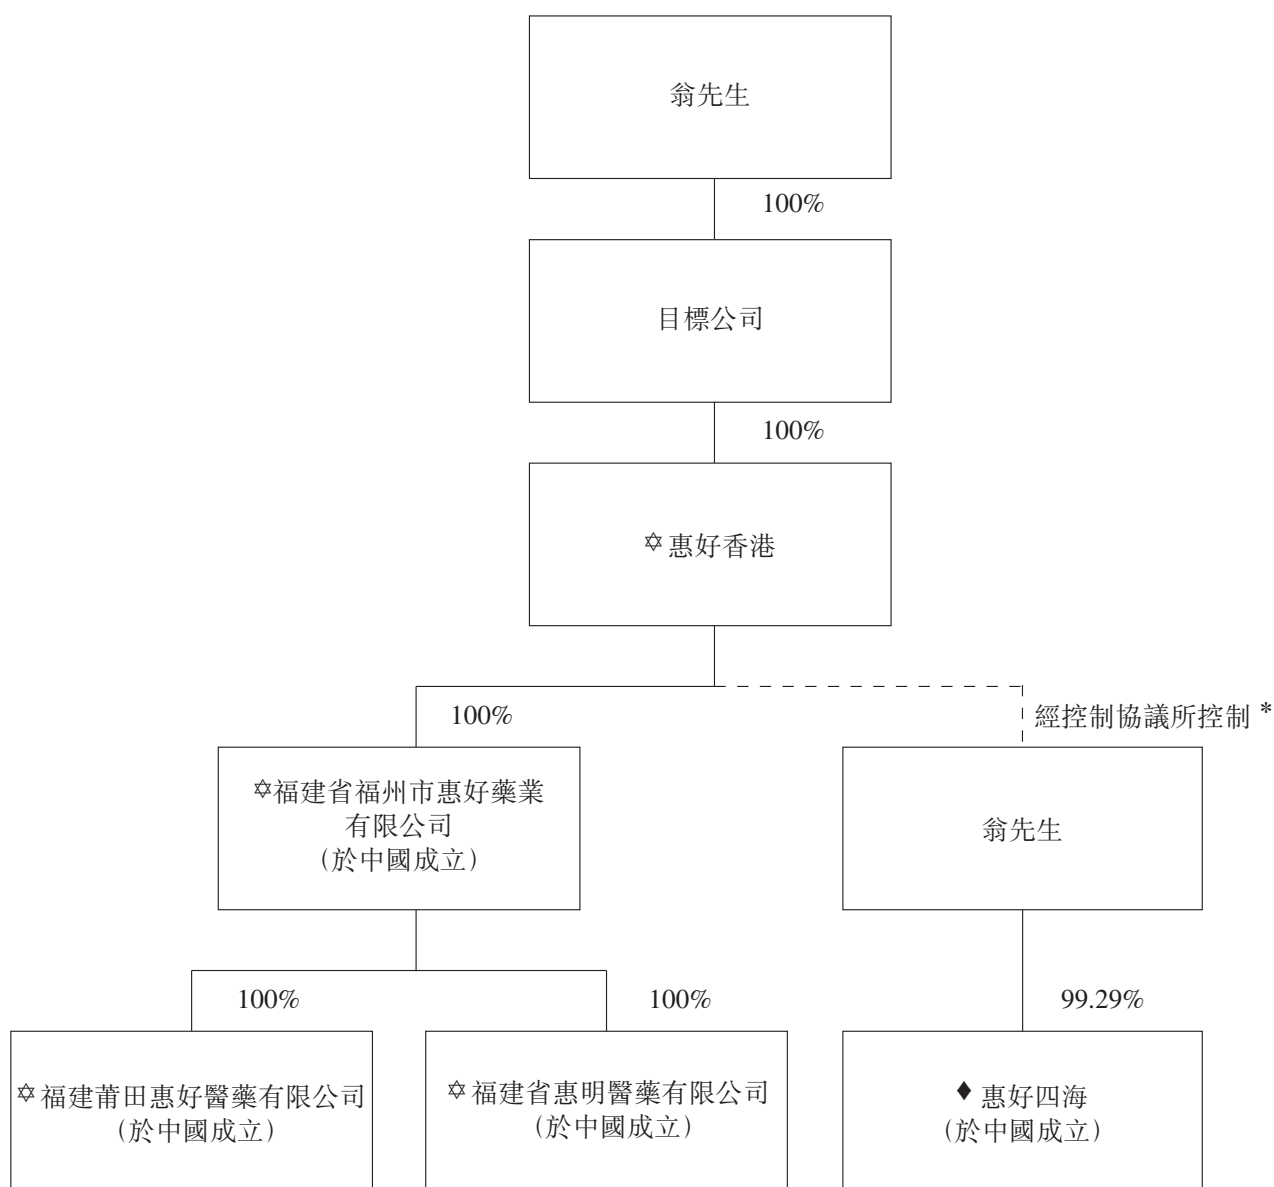 翁先生
100%
目標公司
100%
✡惠好香港
100%
經控制協議所控制 *
✡福建省福州市惠好藥業
有限公司
（於中國成立）
翁先生
100%
100%
99.29%
✡福建莆田惠好醫藥有限公司
（於中國成立）
✡福建省惠明醫藥有限公司
（於中國成立）
♦ 惠好四海
（於中國成立）